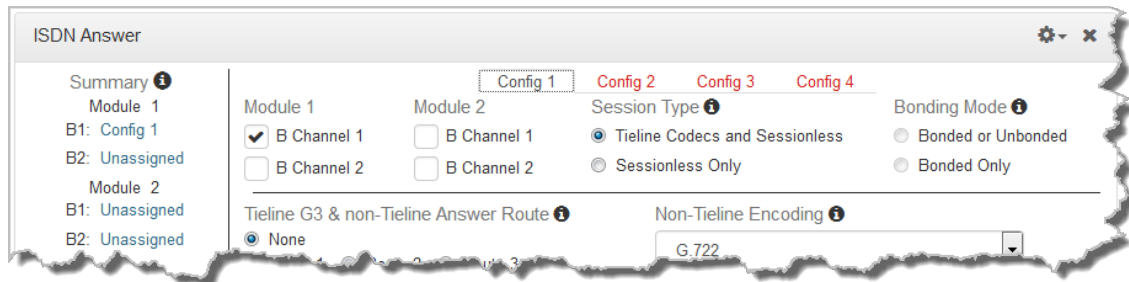 ISDN Answer
Summary
Module 1
B1: Config 1
B2: Unassigned
Module 2
B1: Unassigned
B2: Unassigned
Config 1 Config 2 Config 3 Config 4
Module 1
B Channel 1
B Channel 2
Module 2
B Channel 1
B Channel 2
Session Type
Tieline Codecs and Sessionless
Sessionless Only
Bonding Mode
Bonded or Unbonded
Bonded Only
Tieline G3 & non-Tieline Answer Route
None
Non-Tieline Encoding
G.722